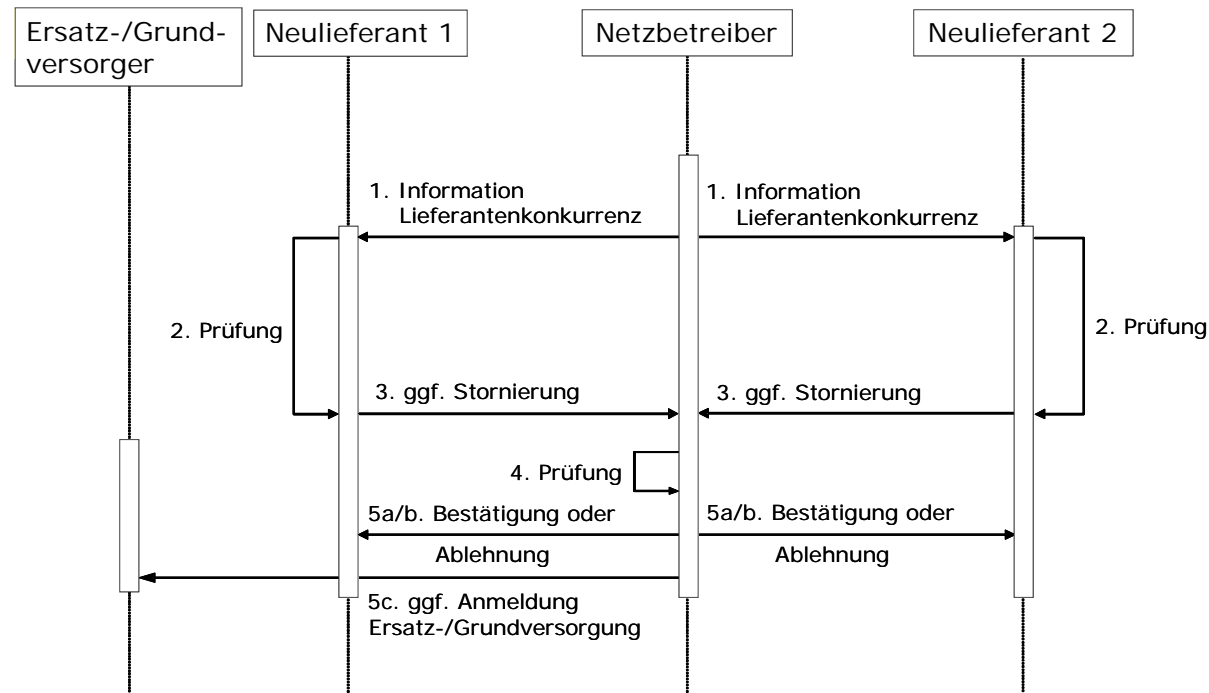 Ersatz-/Grund-
versorger
Neulieferant 1
Netzbetreiber
Neulieferant 2
1. Information
Lieferantenkonkurrenz
1. Information
Lieferantenkonkurrenz
2. Prüfung
2. Prüfung
3. ggf. Stornierung
3. ggf. Stornierung
4. Prüfung
5a/b. Bestätigung oder
Ablehnung
5a/b. Bestätigung oder
Ablehnung
5c. ggf. Anmeldung
Ersatz-/Grundversorgung